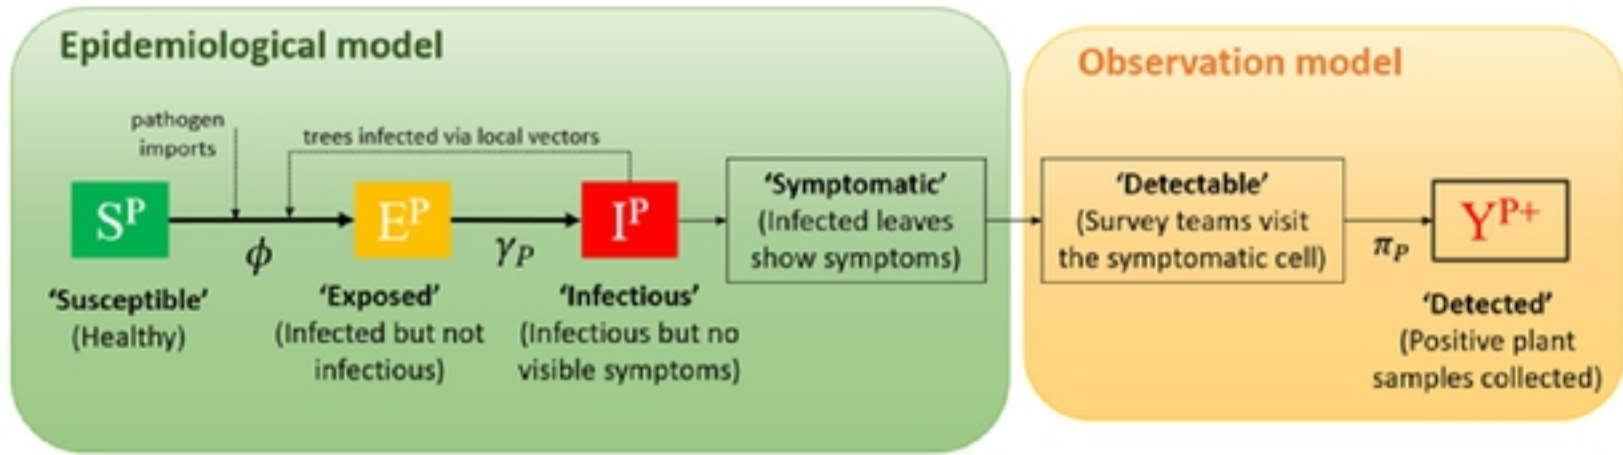 Epidemiological model
pathogen
imports
trees infected via local vectors
S^P
ϕ
E^P
γ_P
I^P
'Susceptible'
(Healthy)
'Exposed'
(Infected but not
infectious)
'Infectious'
(Infectious but no
visible symptoms)
'Symptomatic'
(Infected leaves
show symptoms)
Observation model
'Detectable'
(Survey teams visit
the symptomatic cell)
π_P
Y^P+
'Detected'
(Positive plant
samples collected)